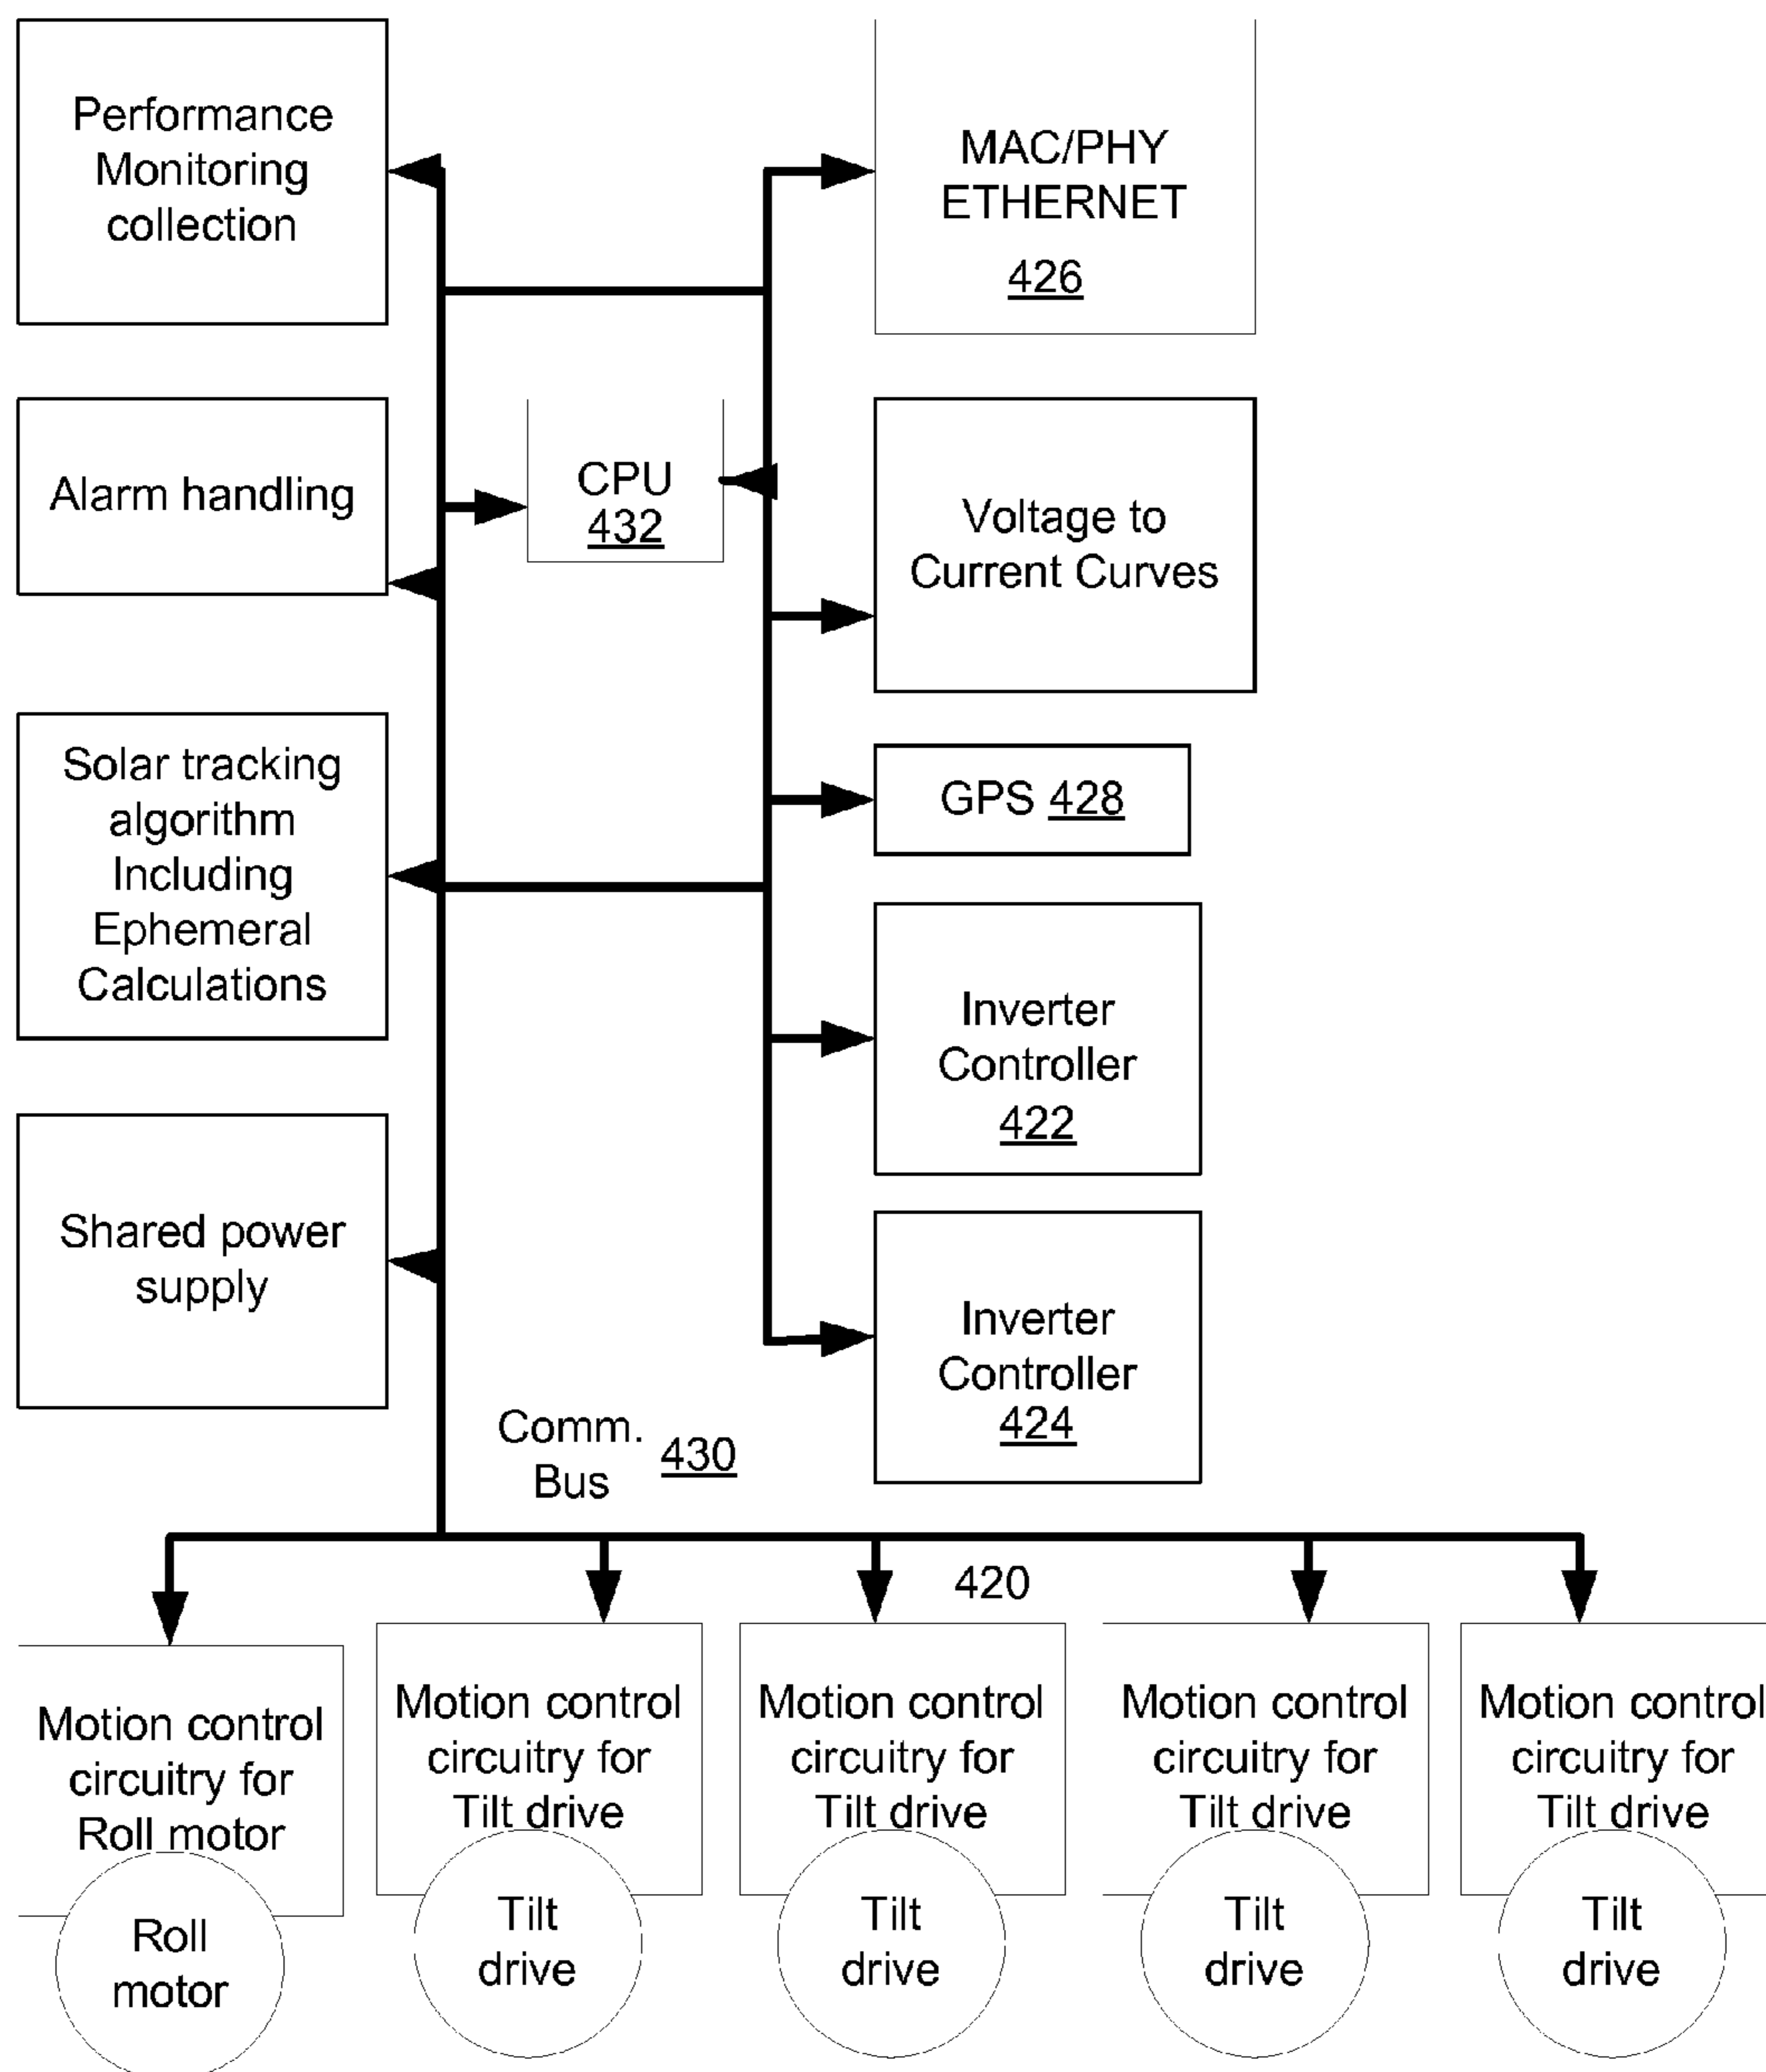 Performance
Monitoring
collection
MAC/PHY
ETHERNET
426
Alarm handling
CPU
432
Voltage to
Current Curves
Solar tracking
algorithm
Including
Ephemeral
Calculations
GPS 428
Inverter
Controller
422
Shared power
supply
Inverter
Controller
424
Comm.
Bus
430
420
Motion control
circuitry for
Roll motor
Roll
motor
Motion control
circuitry for
Tilt drive
Tilt
drive
Motion control
circuitry for
Tilt drive
Tilt
drive
Motion control
circuitry for
Tilt drive
Tilt
drive
Motion control
circuitry for
Tilt drive
Tilt
drive